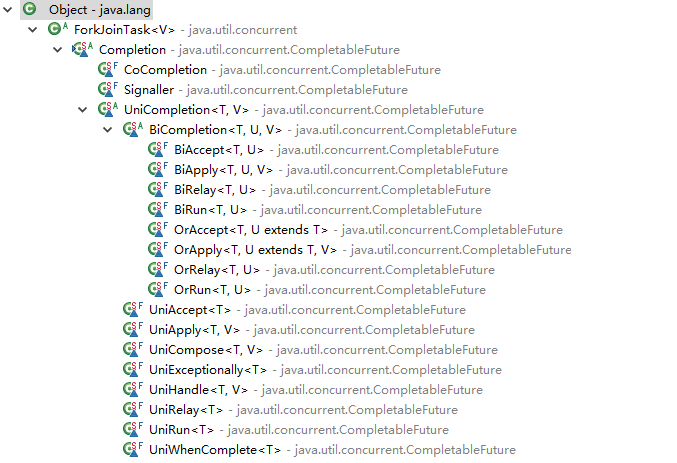 Object - java.lang
ForkJoinTask<V> - java.util.concurrent
Completion - java.util.concurrent.CompletableFuture
CoCompletion - java.util.concurrent.CompletableFuture
Signaller - java.util.concurrent.CompletableFuture
UniCompletion<T, V> - java.util.concurrent.CompletableFuture
BiCompletion<T, U, V> - java.util.concurrent.CompletableFuture
BiAccept<T, U> - java.util.concurrent.CompletableFuture
BiApply<T, U, V> - java.util.concurrent.CompletableFuture
BiRelay<T, U> - java.util.concurrent.CompletableFuture
BiRun<T, U> - java.util.concurrent.CompletableFuture
OrAccept<T, U extends T> - java.util.concurrent.CompletableFuture
OrApply<T, U extends T, V> - java.util.concurrent.CompletableFuture
OrRelay<T, U> - java.util.concurrent.CompletableFuture
OrRun<T, U> - java.util.concurrent.CompletableFuture
UniAccept<T> - java.util.concurrent.CompletableFuture
UniApply<T, V> - java.util.concurrent.CompletableFuture
UniCompose<T, V> - java.util.concurrent.CompletableFuture
UniExceptionally<T> - java.util.concurrent.CompletableFuture
UniHandle<T, V> - java.util.concurrent.CompletableFuture
UniRelay<T> - java.util.concurrent.CompletableFuture
UniRun<T> - java.util.concurrent.CompletableFuture
UniWhenComplete<T> - java.util.concurrent.CompletableFuture